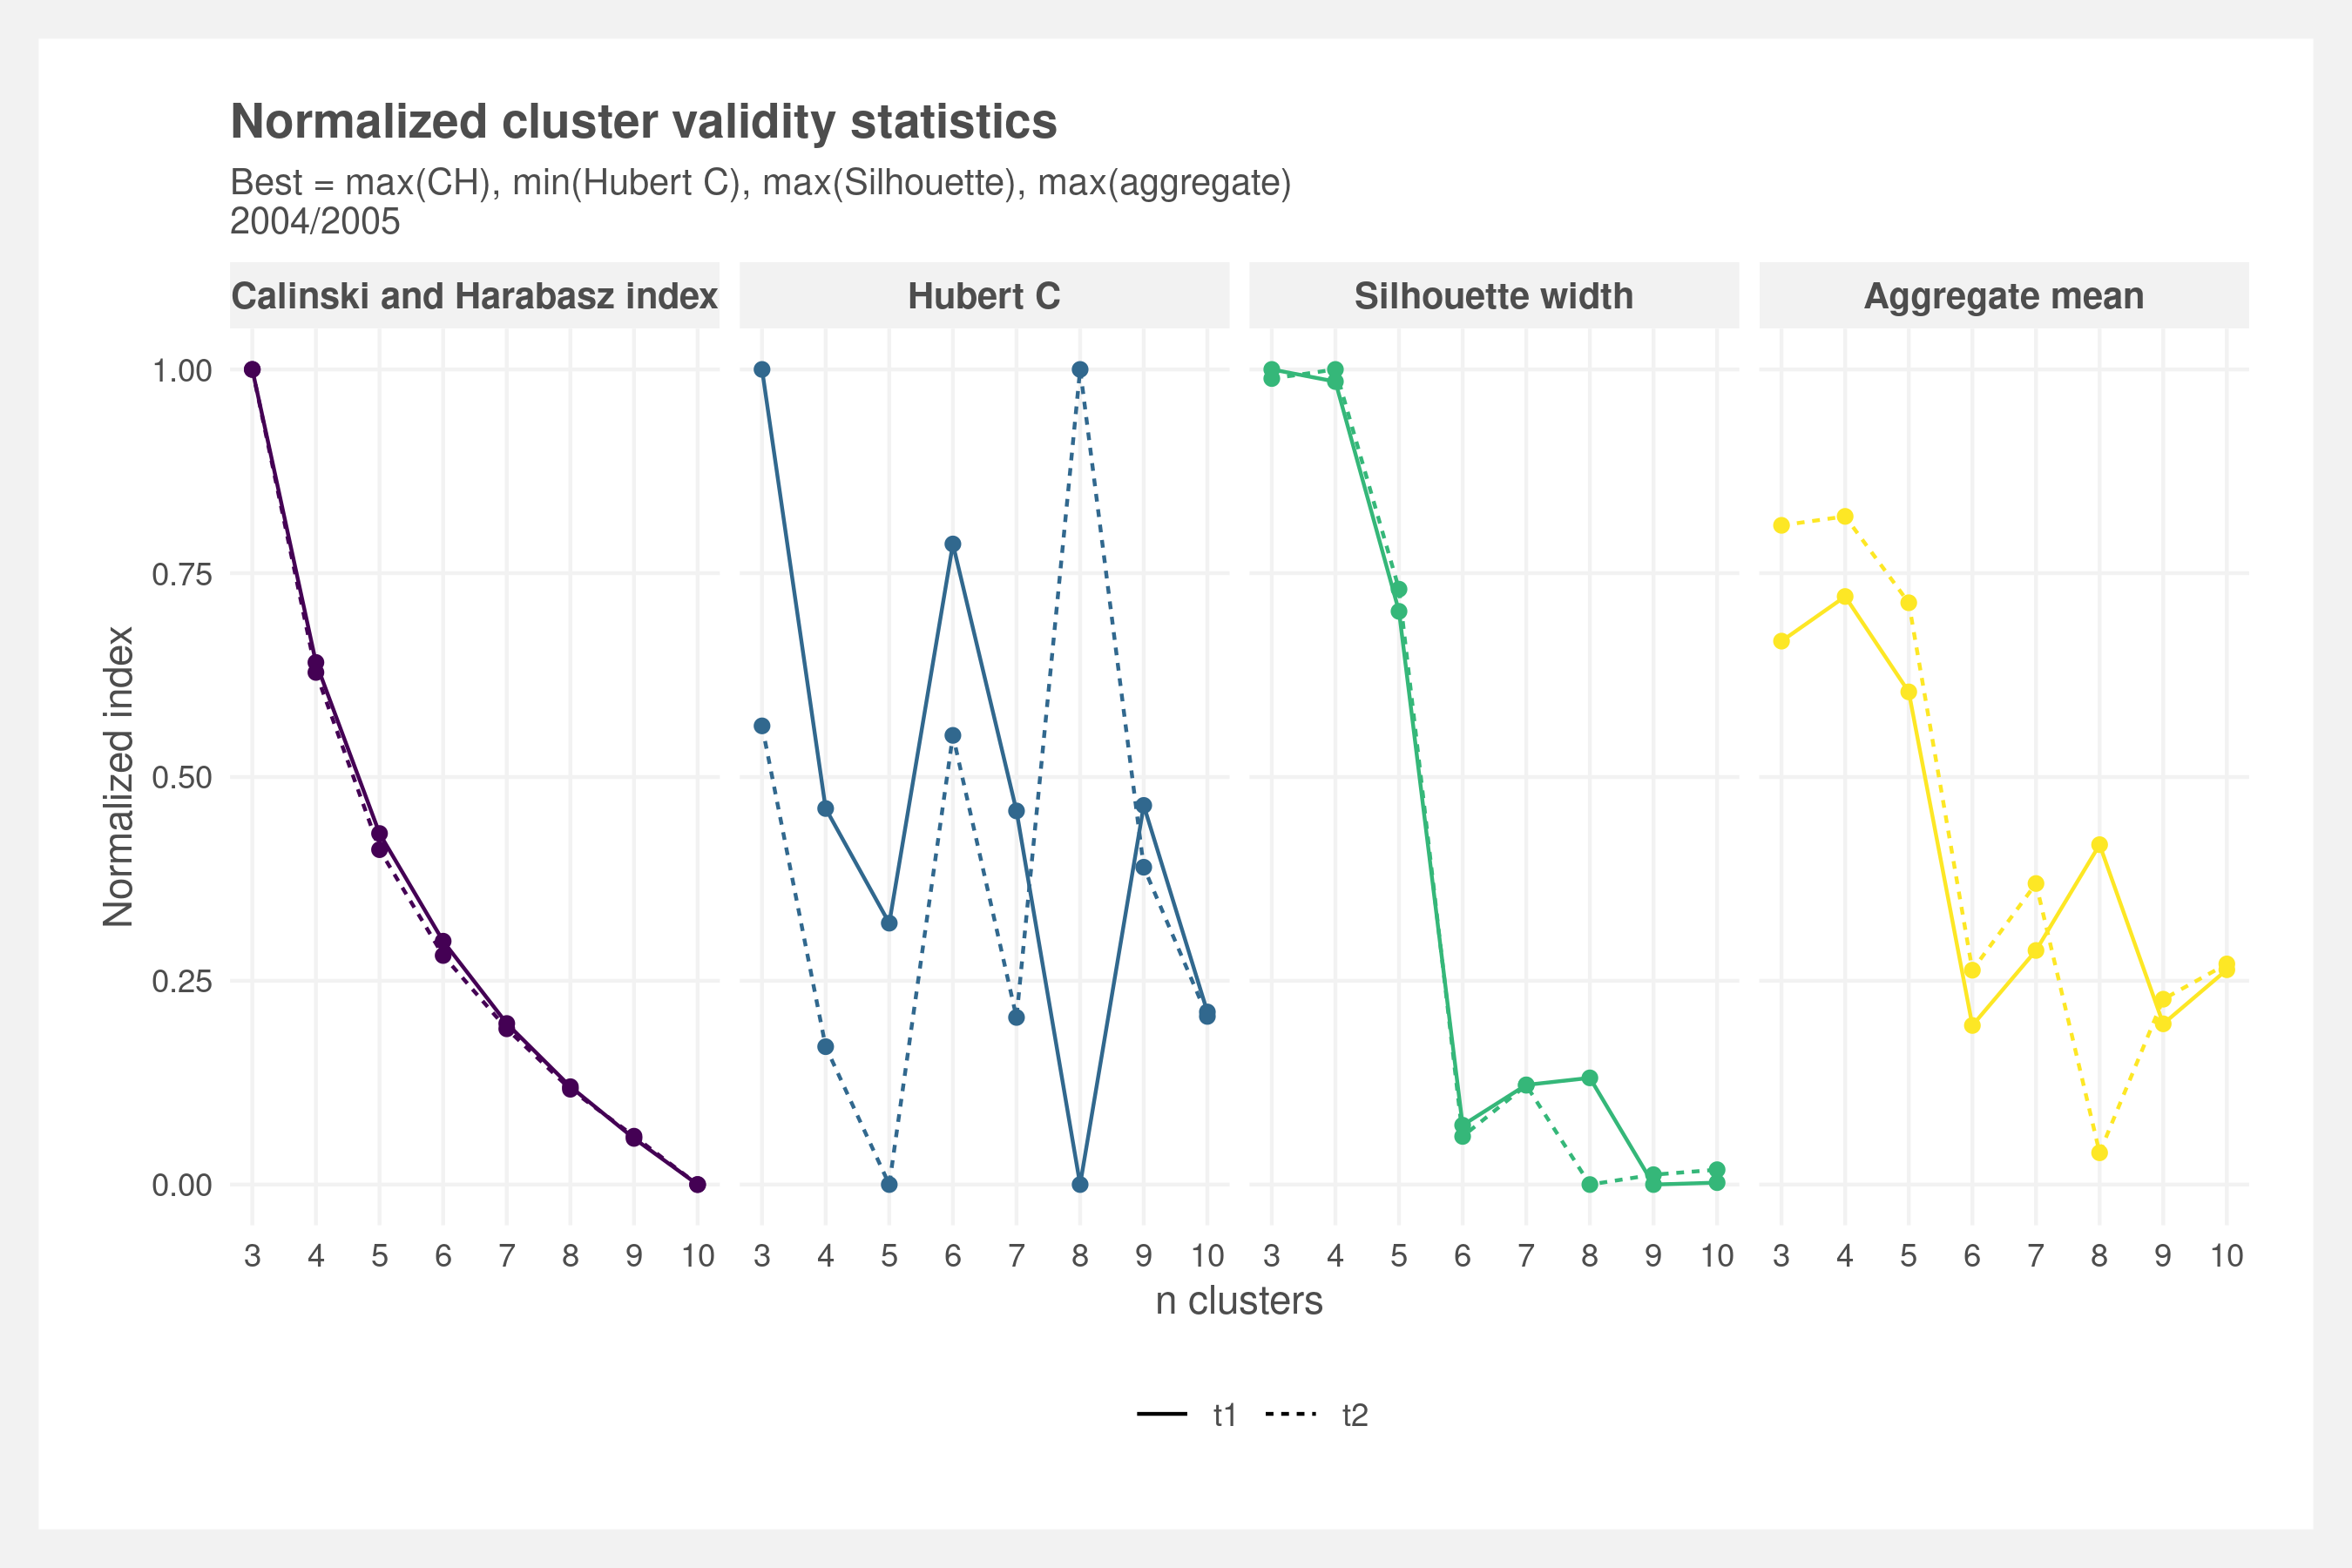 Normalized cluster validity statistics
Best = max(CH), min(Hubert C), max(Silhouette), max(aggregate)
2004/2005
Calinski and Harabasz index
Hubert C
Silhouette width
Aggregate mean
Normalized index
1.00
0.75
0.50
0.25
0.00
3 4 5 6 7 8 9 10
3 4 5 6 7 8 9 10
3 4 5 6 7 8 9 10
3 4 5 6 7 8 9 10
n clusters
t1 t2